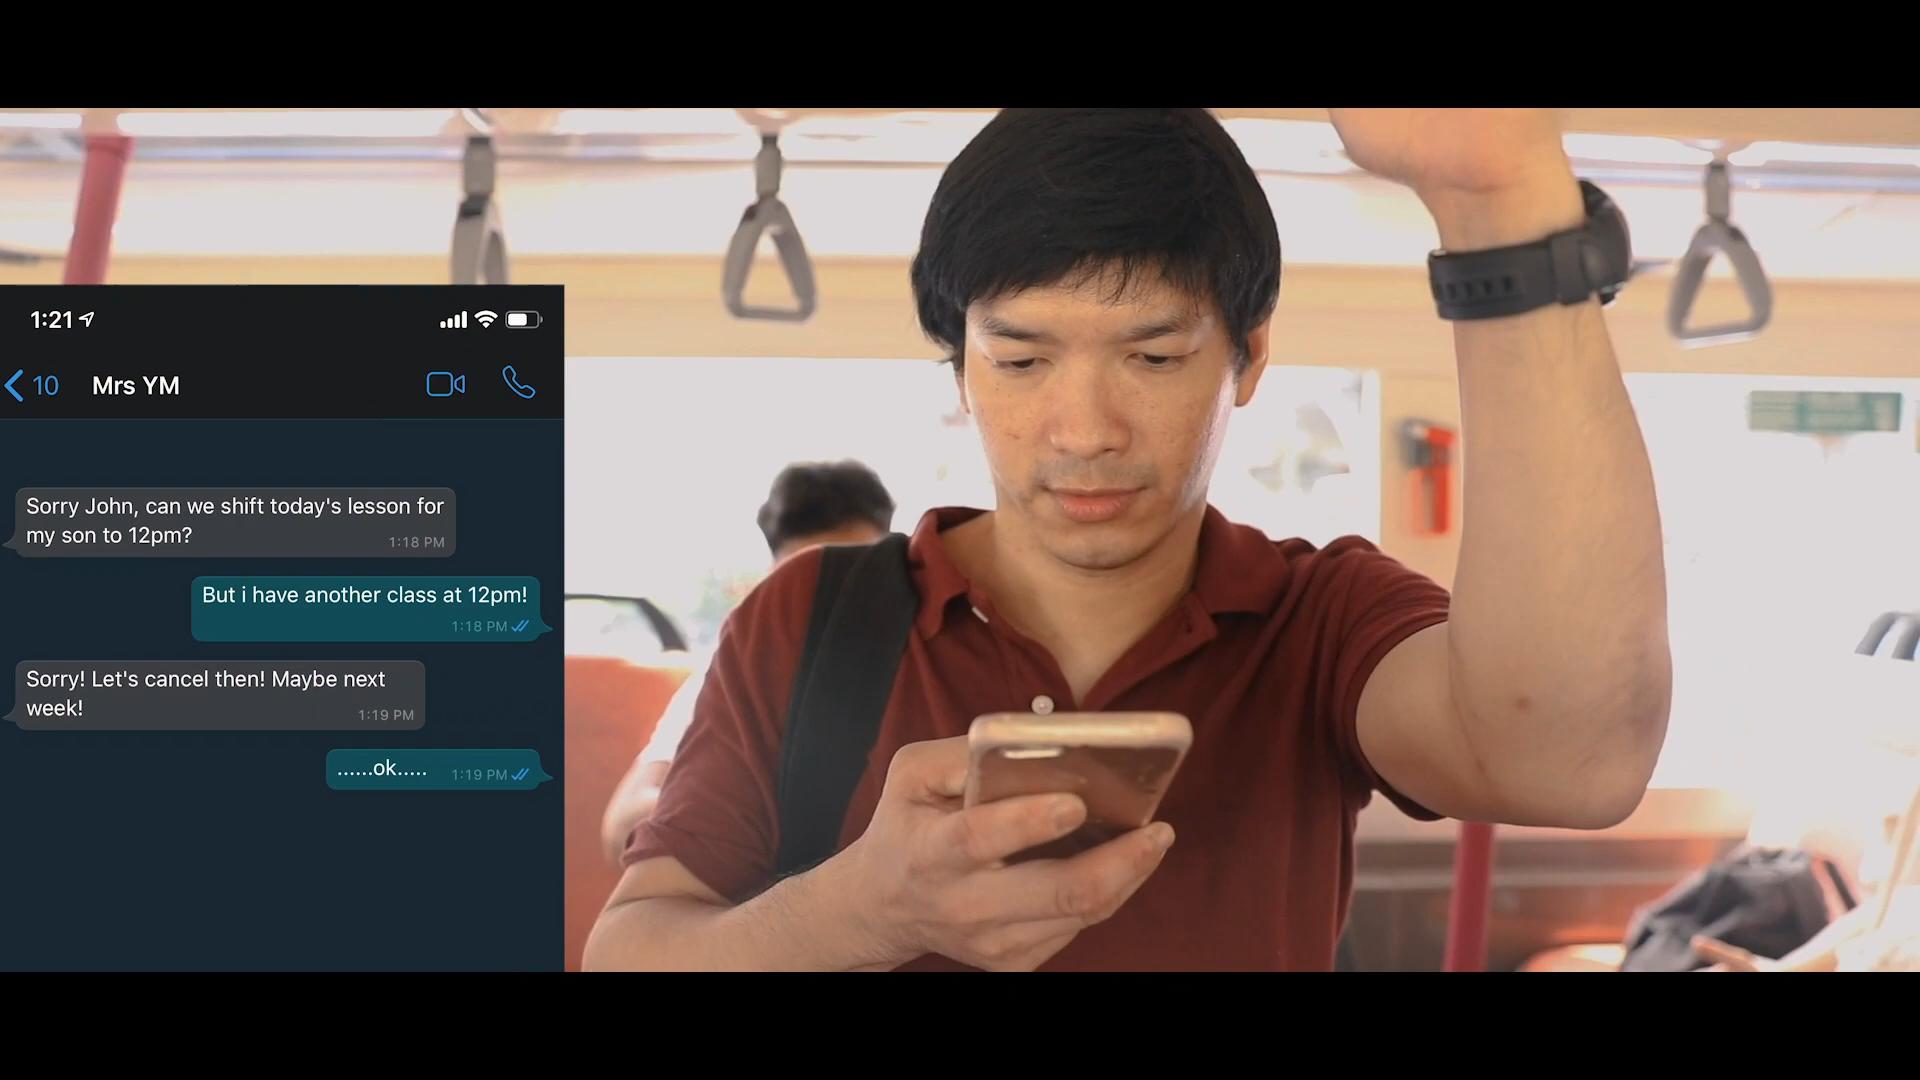 1:21
10 Mrs YM
Sorry John, can we shift today's lesson for
my son to 12pm?
1:18 PM
But i have another class at 12pm!
1:18 PM
Sorry! Let's cancel then! Maybe next
week!
1:19 PM
......ok.....
1:19 PM